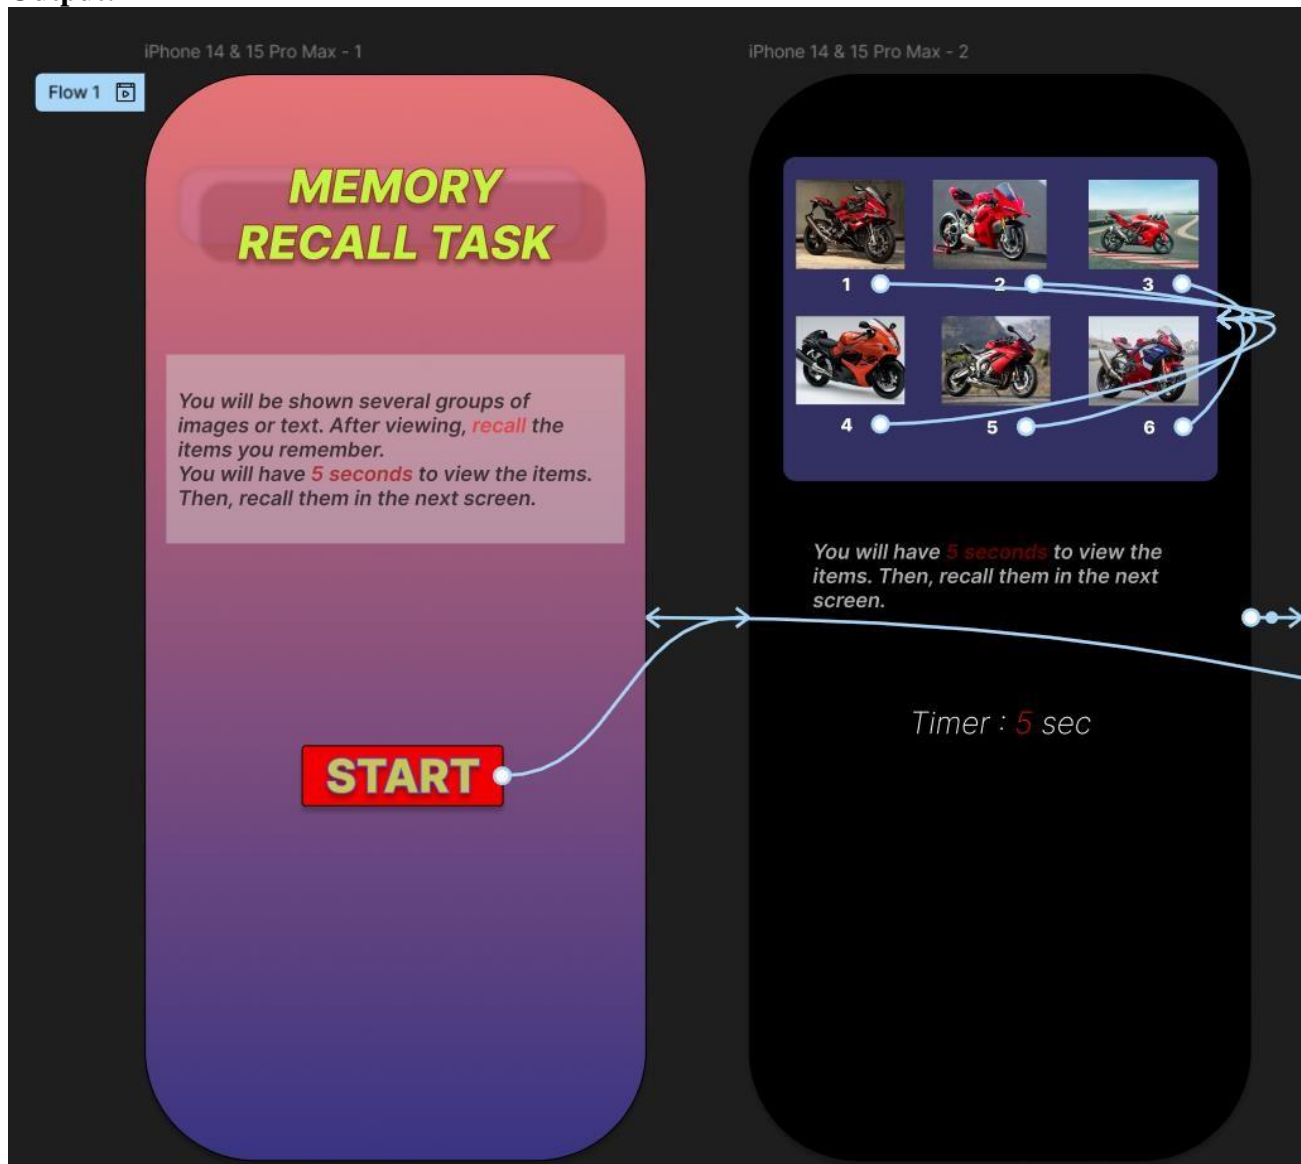 iPhone 14 & 15 Pro Max - 1
iPhone 14 & 15 Pro Max - 2
Flow 1
MEMORY
RECALL TASK
You will be shown several groups of
images or text. After viewing, recall the
items you remember.
You will have 5 seconds to view the items.
Then, recall them in the next screen.
START
1 2 3
4 5 6
You will have 5 seconds to view the
items. Then, recall them in the next
screen.
Timer : 5 sec